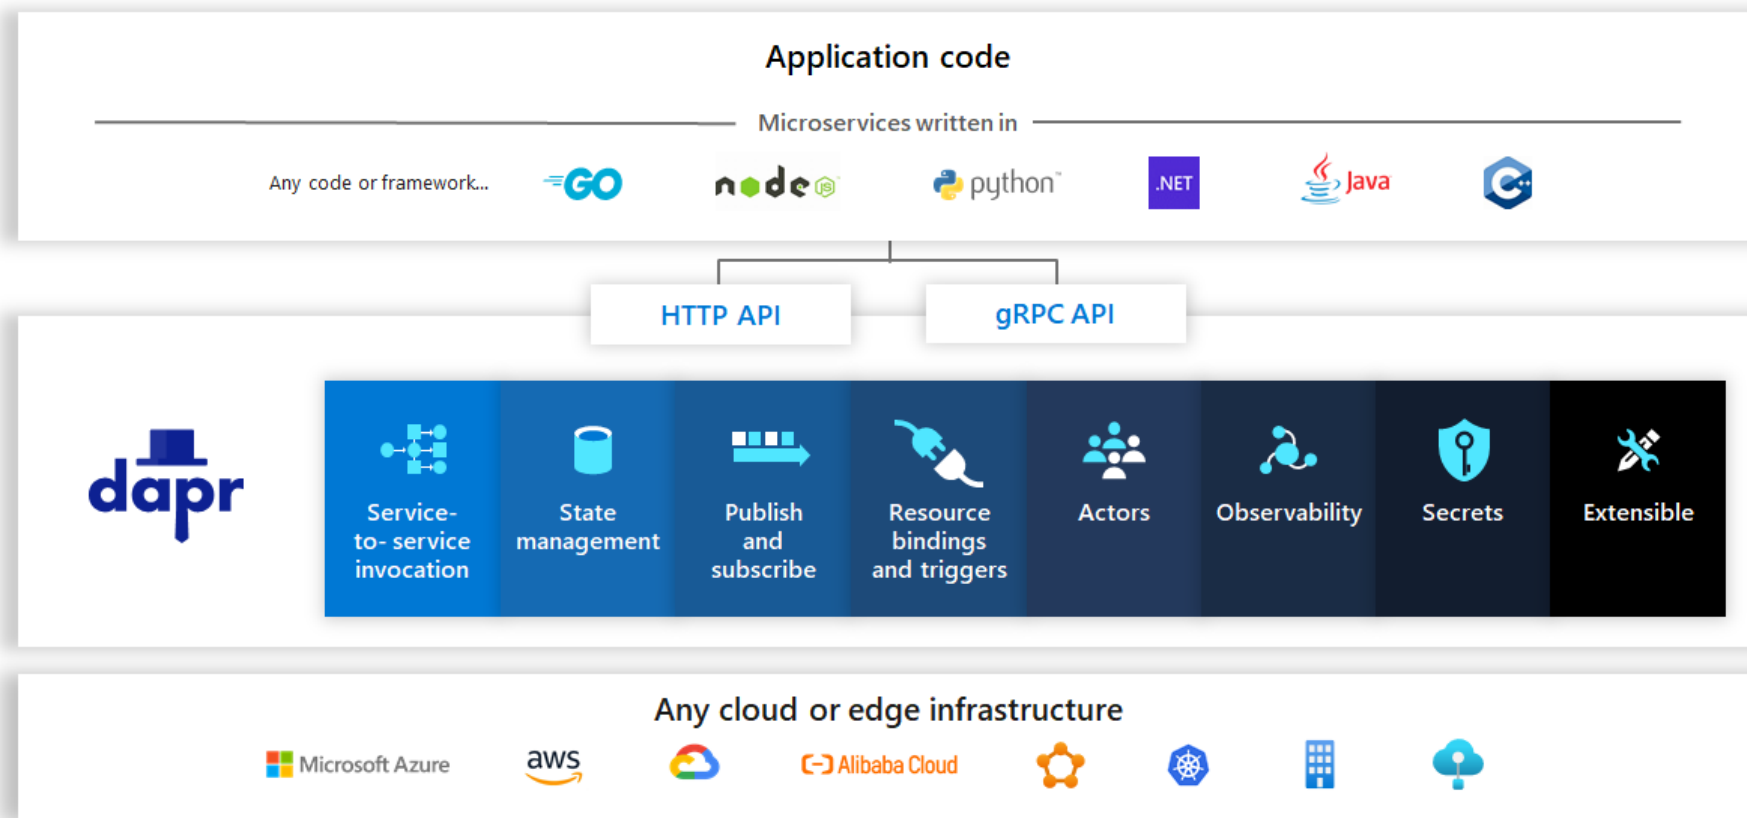 Application code
Microservices written in
Any code or framework...
GO
node JS
python™
.NET
Java
C++
HTTP API
gRPC API
dapr
Service-
to- service
invocation
State
management
Publish
and
subscribe
Resource
bindings
and triggers
Actors
Observability
Secrets
Extensible
Any cloud or edge infrastructure
Microsoft Azure
aws
Alibaba Cloud